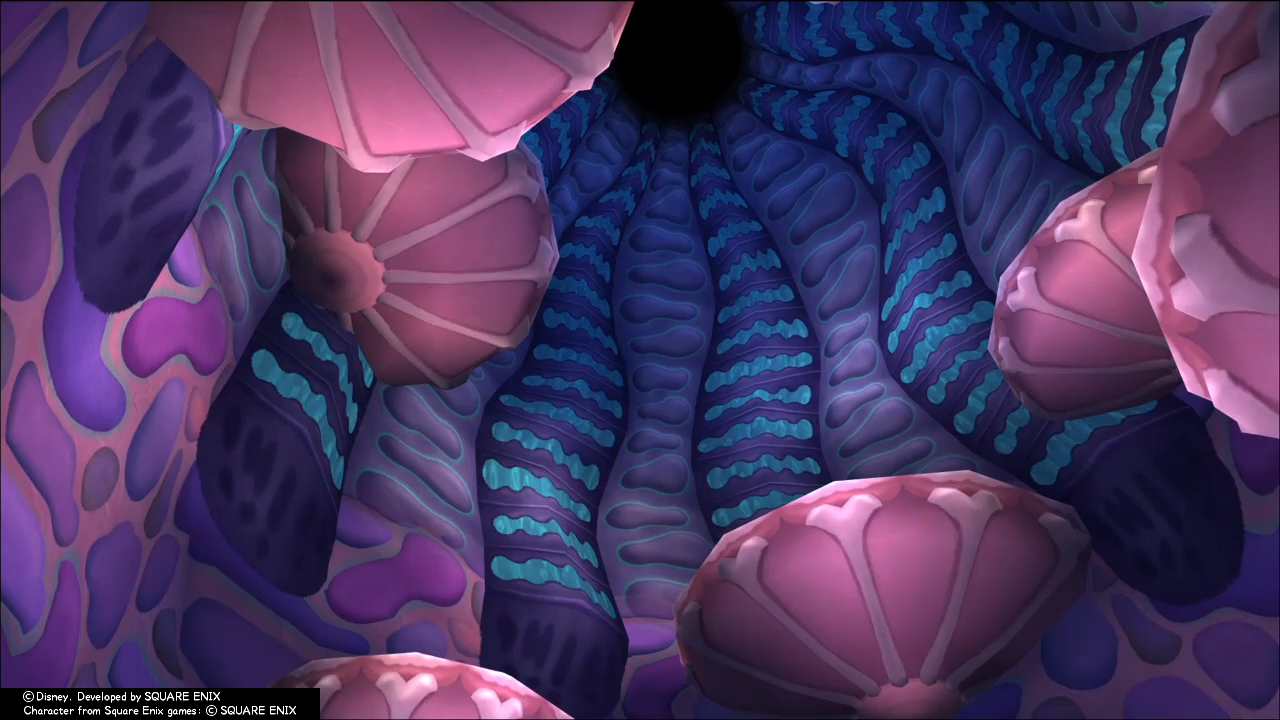 ©Disney. Developed by SQUARE ENIX
Character from Square Enix games: © SQUARE ENIX